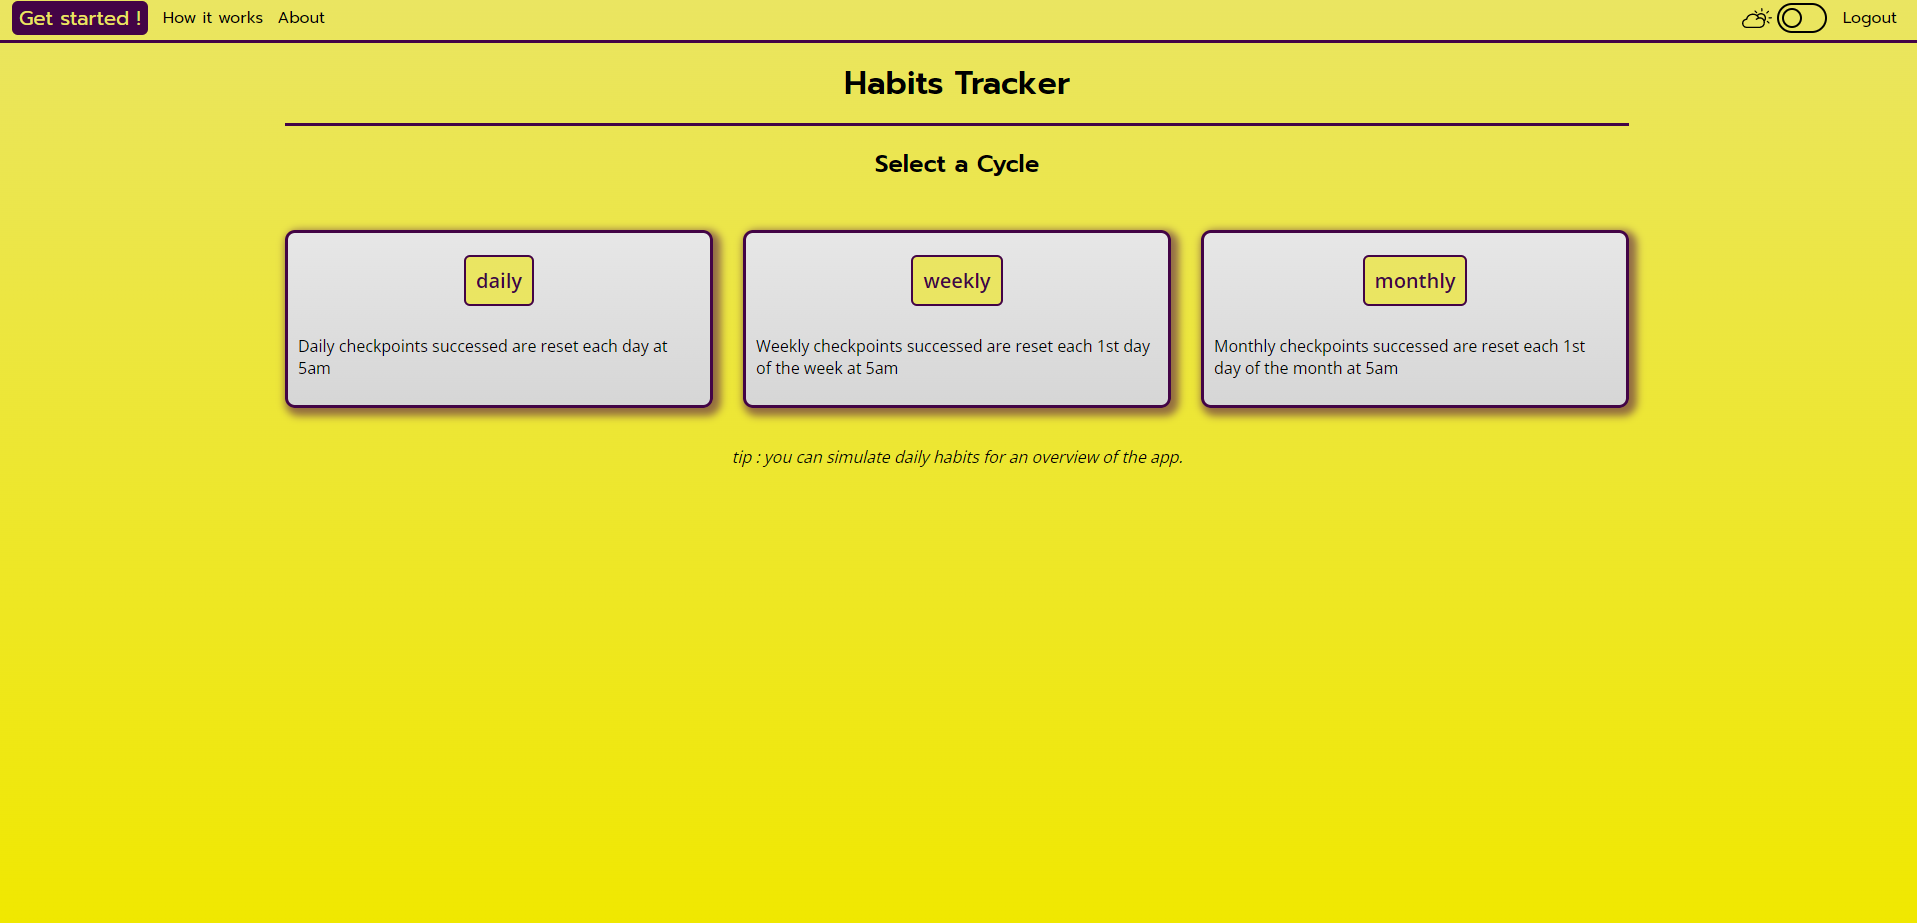 Get started !
How it works
About
Logout
Habits Tracker
Select a Cycle
daily
Daily checkpoints successed are reset each day at
5am
weekly
Weekly checkpoints successed are reset each 1st day
of the week at 5am
monthly
Monthly checkpoints successed are reset each 1st
day of the month at 5am
tip : you can simulate daily habits for an overview of the app.